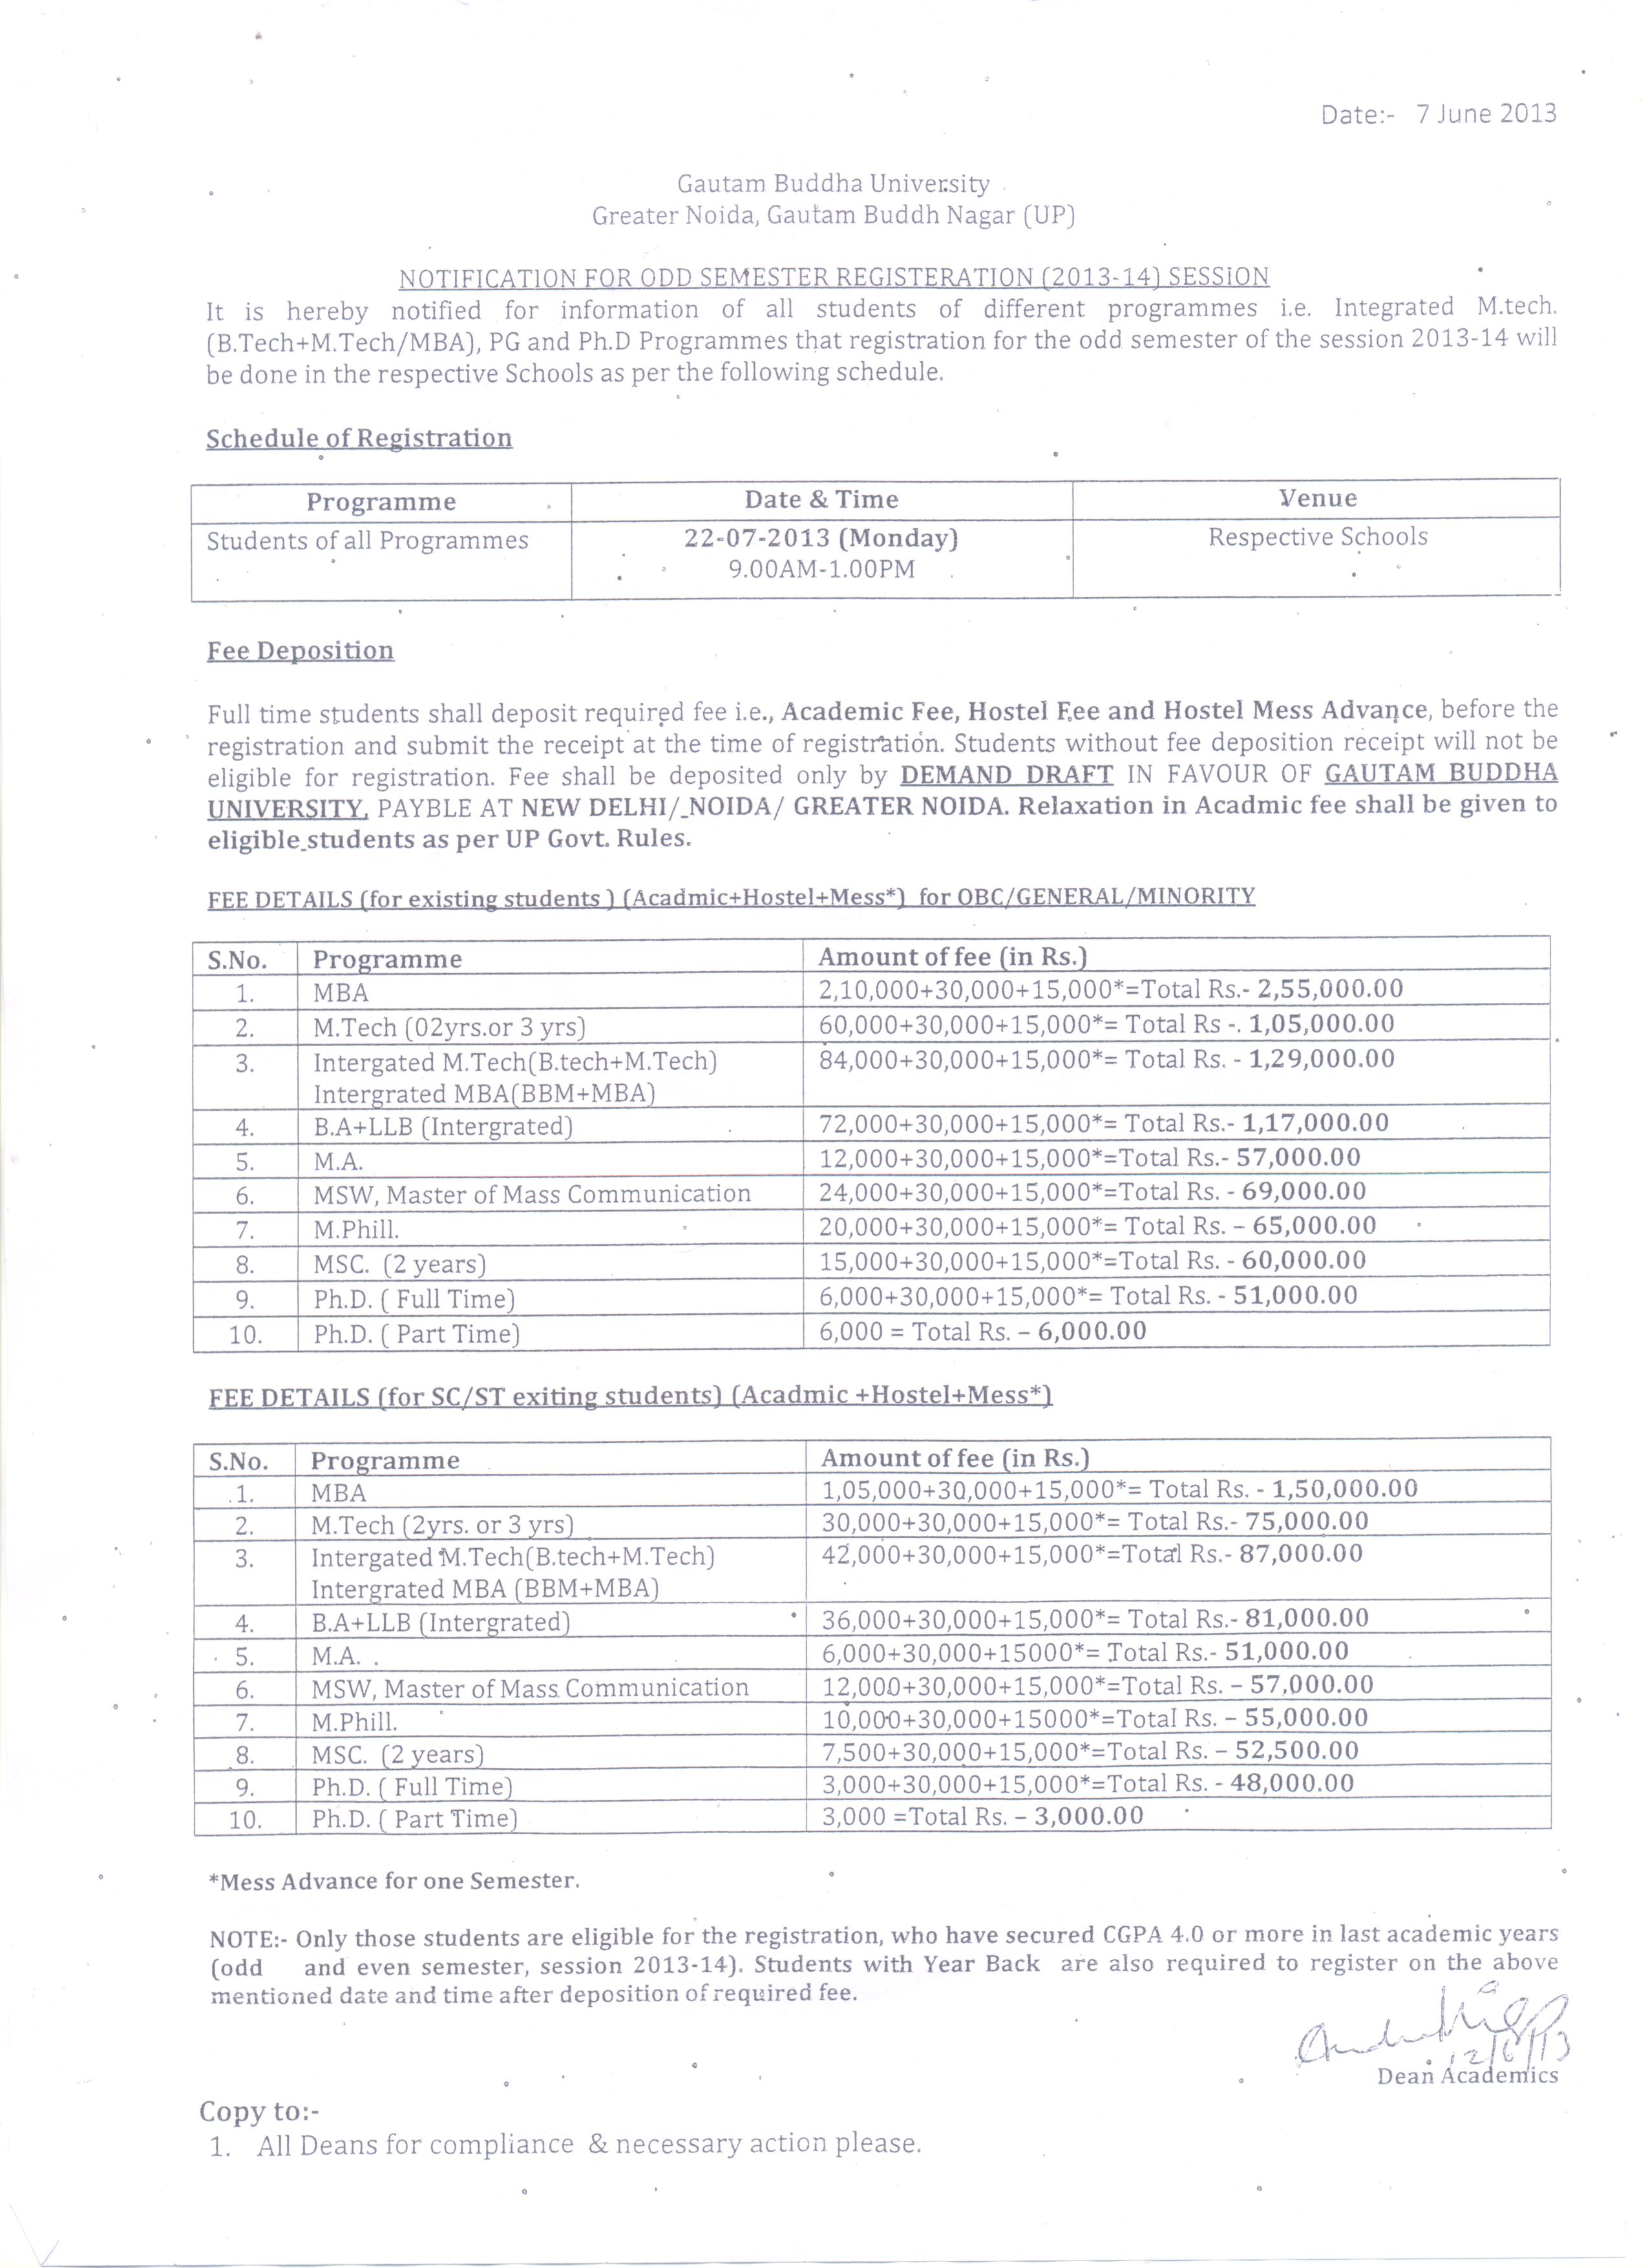 Date:- 7 June 2013
Gautam Buddha University
Greater Noida, Gautam Buddh Nagar (UP)
NOTIFICATION FOR ODD SEMESTER REGISTERATION (2013-14) SESSION
It is hereby notified for information of all students of different programmes i.e. Integrated M.tech.
(B.Tech+M.Tech/MBA), PG and Ph.D Programmes that registration for the odd semester of the session 2013-14 will
be done in the respective Schools as per the following schedule.
Schedule of Registration
Programme Date & Time Venue
Students of all Programmes 22-07-2013 (Monday) Respective Schools
9.00AM-1.00PM
Fee Deposition
Full time students shall deposit required fee i.e., Academic Fee, Hostel Fee and Hostel Mess Advance, before the
registration and submit the receipt at the time of registration. Students without fee deposition receipt will not be
eligible for registration. Fee shall be deposited only by DEMAND DRAFT IN FAVOUR OF GAUTAM BUDDHA
UNIVERSITY, PAYBLE AT NEW DELHI/ NOIDA/ GREATER NOIDA. Relaxation in Acadmic fee shall be given to
eligible students as per UP Govt. Rules.
FEE DETAILS (for existing students ) (Acadmic+Hostel+Mess*) for OBC/GENERAL/MINORITY
S.No. Programme Amount of fee (in Rs.)
1. MBA 2,10,000+30,000+15,000*=Total Rs.- 2,55,000.00
2. M.Tech (02yrs.or 3 yrs) 60,000+30,000+15,000*= Total Rs -. 1,05,000.00
3. Intergated M.Tech(B.tech+M.Tech) 84,000+30,000+15,000*= Total Rs. - 1,29,000.00
Intergrated MBA(BBM+MBA)
4. B.A+LLB (Intergrated) 72,000+30,000+15,000*= Total Rs.- 1,17,000.00
5. M.A. 12,000+30,000+15,000*=Total Rs.- 57,000.00
6. MSW, Master of Mass Communication 24,000+30,000+15,000*=Total Rs. - 69,000.00
7. M.Phill. 20,000+30,000+15,000*= Total Rs. – 65,000.00
8. MSC. (2 years) 15,000+30,000+15,000*=Total Rs. - 60,000.00
9. Ph.D. ( Full Time) 6,000+30,000+15,000*= Total Rs. - 51,000.00
10. Ph.D. ( Part Time) 6,000 = Total Rs. – 6,000.00
FEE DETAILS (for SC/ST exiting students) (Acadmic +Hostel+Mess*)
S.No. Programme Amount of fee (in Rs.)
1. MBA 1,05,000+30,000+15,000*= Total Rs. - 1,50,000.00
2. M.Tech (2yrs. or 3 yrs) 30,000+30,000+15,000*= Total Rs.- 75,000.00
3. Intergated M.Tech(B.tech+M.Tech) 42,000+30,000+15,000*=Total Rs.- 87,000.00
Intergrated MBA (BBM+MBA)
4. B.A+LLB (Intergrated) 36,000+30,000+15,000*= Total Rs.- 81,000.00
5. M.A. 6,000+30,000+15000*= Total Rs.- 51,000.00
6. MSW, Master of Mass Communication 12,000+30,000+15,000*=Total Rs. – 57,000.00
7. M.Phill. 10,000+30,000+15000*=Total Rs. – 55,000.00
8. MSC. (2 years) 7,500+30,000+15,000*=Total Rs. – 52,500.00
9. Ph.D. ( Full Time) 3,000+30,000+15,000*=Total Rs. - 48,000.00
10. Ph.D. ( Part Time) 3,000 =Total Rs. – 3,000.00
*Mess Advance for one Semester.
NOTE:- Only those students are eligible for the registration, who have secured CGPA 4.0 or more in last academic years
(odd and even semester, session 2013-14). Students with Year Back are also required to register on the above
mentioned date and time after deposition of required fee.
12/6/13
Dean Academics
Copy to:-
1. All Deans for compliance & necessary action please.